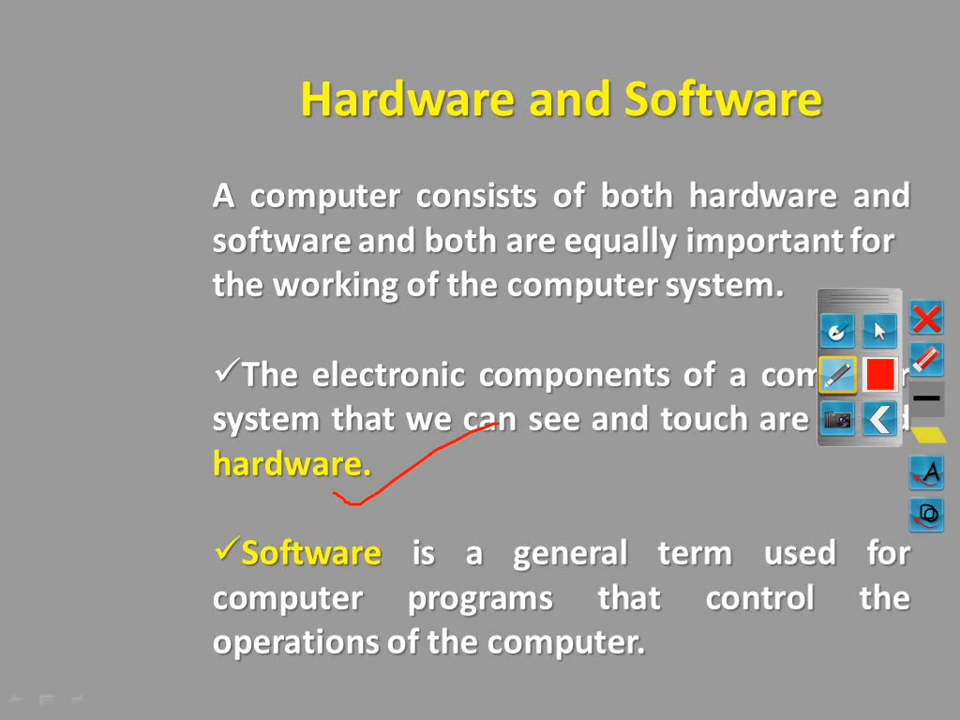 Hardware and Software
A computer consists of both hardware and
software and both are equally important for
the working of the computer system.
✓The electronic components of a
system that we can see and touch are
hardware.
✓Software is a general term used for
computer programs that control the
operations of the computer.